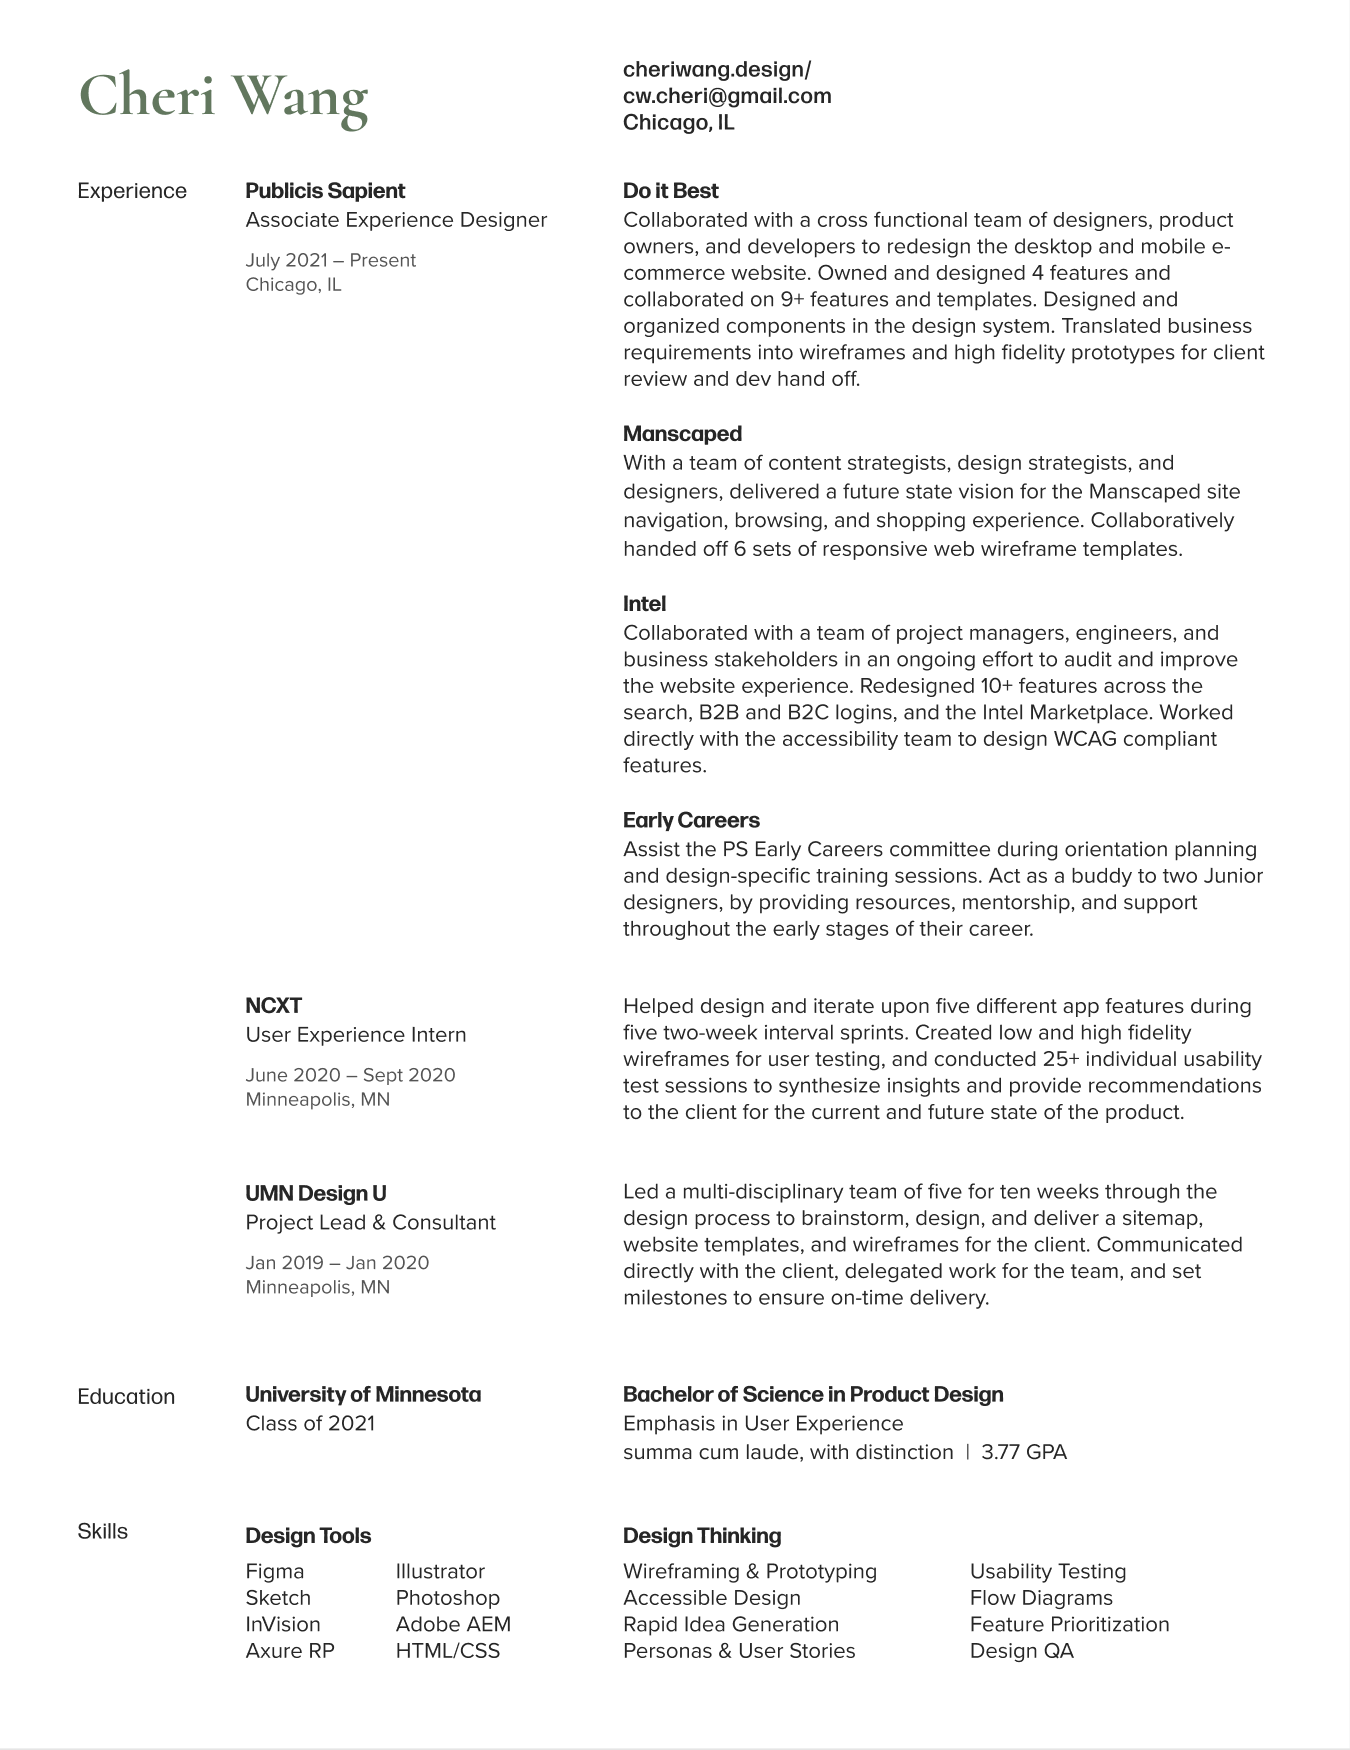 Cheri Wang
cheriwang.design/
cw.cheri@gmail.com
Chicago, IL
Experience
Publicis Sapient
Associate Experience Designer
July 2021 – Present
Chicago, IL
Do it Best
Collaborated with a cross functional team of designers, product
owners, and developers to redesign the desktop and mobile e-
commerce website. Owned and designed 4 features and
collaborated on 9+ features and templates. Designed and
organized components in the design system. Translated business
requirements into wireframes and high fidelity prototypes for client
review and dev hand off.
Manscaped
With a team of content strategists, design strategists, and
designers, delivered a future state vision for the Manscaped site
navigation, browsing, and shopping experience. Collaboratively
handed off 6 sets of responsive web wireframe templates.
Intel
Collaborated with a team of project managers, engineers, and
business stakeholders in an ongoing effort to audit and improve
the website experience. Redesigned 10+ features across the
search, B2B and B2C logins, and the Intel Marketplace. Worked
directly with the accessibility team to design WCAG compliant
features.
Early Careers
Assist the PS Early Careers committee during orientation planning
and design-specific training sessions. Act as a buddy to two Junior
designers, by providing resources, mentorship, and support
throughout the early stages of their career.
NCXT
User Experience Intern
June 2020 – Sept 2020
Minneapolis, MN
Helped design and iterate upon five different app features during
five two-week interval sprints. Created low and high fidelity
wireframes for user testing, and conducted 25+ individual usability
test sessions to synthesize insights and provide recommendations
to the client for the current and future state of the product.
UMN Design U
Project Lead & Consultant
Jan 2019 – Jan 2020
Minneapolis, MN
Led a multi-disciplinary team of five for ten weeks through the
design process to brainstorm, design, and deliver a sitemap,
website templates, and wireframes for the client. Communicated
directly with the client, delegated work for the team, and set
milestones to ensure on-time delivery.
Education
University of Minnesota
Class of 2021
Bachelor of Science in Product Design
Emphasis in User Experience
summa cum laude, with distinction | 3.77 GPA
Skills
Design Tools
Figma
Sketch
InVision
Axure RP
Illustrator
Photoshop
Adobe AEM
HTML/CSS
Design Thinking
Wireframing & Prototyping
Accessible Design
Rapid Idea Generation
Personas & User Stories
Usability Testing
Flow Diagrams
Feature Prioritization
Design QA